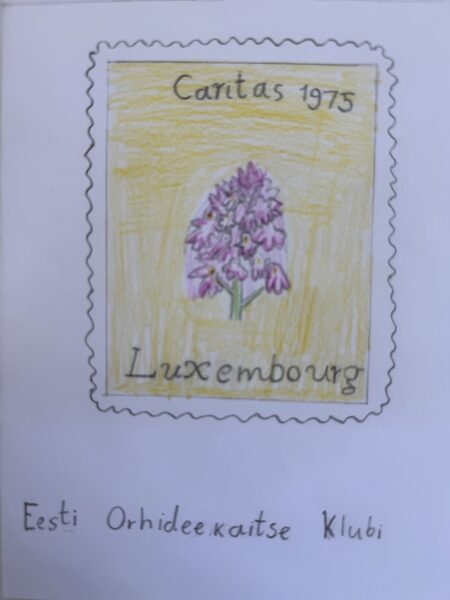 Caritas 1975
Luxembourg
Eesti Orhideekaitse Klubi